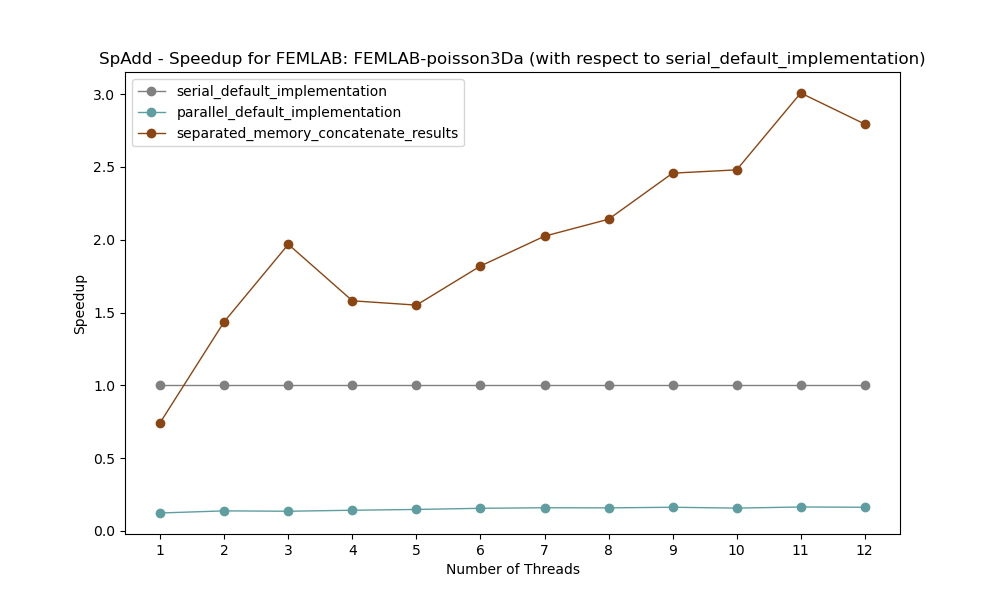 SpAdd - Speedup for FEMLAB: FEMLAB-poisson3Da (with respect to serial_default_implementation)
serial_default_implementation
parallel_default_implementation
separated_memory_concatenate_results
3.0
2.5
2.0
1.5
1.0
0.5
0.0
Speedup
1 2 3 4 5 6 7 8 9 10 11 12
Number of Threads